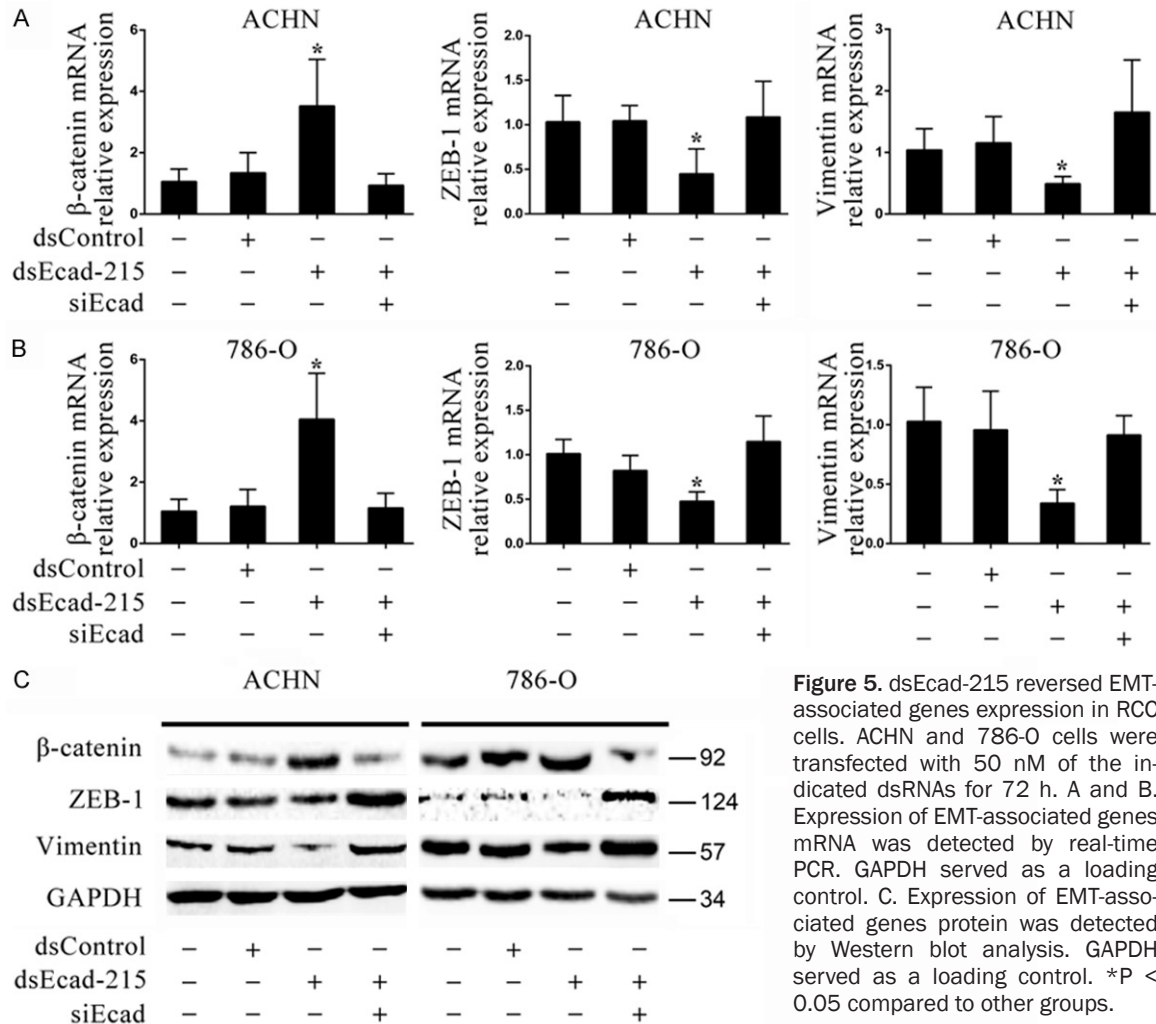 A
ACHN
β-catenin mRNA
relative expression
6
4
2
0
ACHN
ZEB-1 mRNA
relative expression
2.0
1.5
1.0
0.5
0.0
ACHN
Vimentin mRNA
relative expression
3
2
1
0
*
*
*
dsControl − + − − − + − − − + − −
dsEcad-215 − − + + − − + + − − + +
siEcad − − − + − − − + − − − +
B
786-O
β-catenin mRNA
relative expression
6
4
2
0
786-O
ZEB-1 mRNA
relative expression
2.0
1.5
1.0
0.5
0.0
786-O
Vimentin mRNA
relative expression
1.5
1.0
0.5
0.0
*
*
*
dsControl − + − − − + − − − + − −
dsEcad-215 − − + + − − + + − − + +
siEcad − − − + − − − + − − − +
C
ACHN 786-O
β-catenin — 92
ZEB-1 — 124
Vimentin — 57
GAPDH — 34
dsControl − + − − − + − −
dsEcad-215 − − + + − − + +
siEcad − − − + − − − +
Figure 5. dsEcad-215 reversed EMT-
associated genes expression in RCC
cells. ACHN and 786-O cells were
transfected with 50 nM of the in-
dicated dsRNAs for 72 h. A and B.
Expression of EMT-associated genes
mRNA was detected by real-time
PCR. GAPDH served as a loading
control. C. Expression of EMT-asso-
ciated genes protein was detected
by Western blot analysis. GAPDH
served as a loading control. *P <
0.05 compared to other groups.